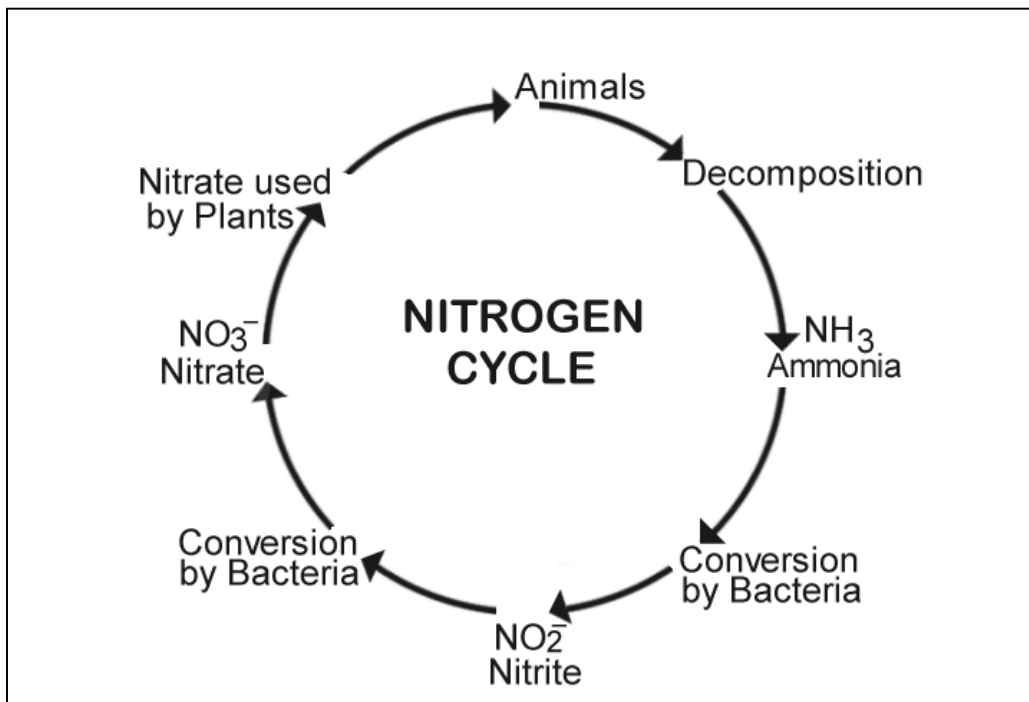 Animals
Decomposition
NH₃
Ammonia
Conversion
by Bacteria
NO₂⁻
Nitrite
Conversion
by Bacteria
NO₃⁻
Nitrate
Nitrate used
by Plants
NITROGEN
CYCLE